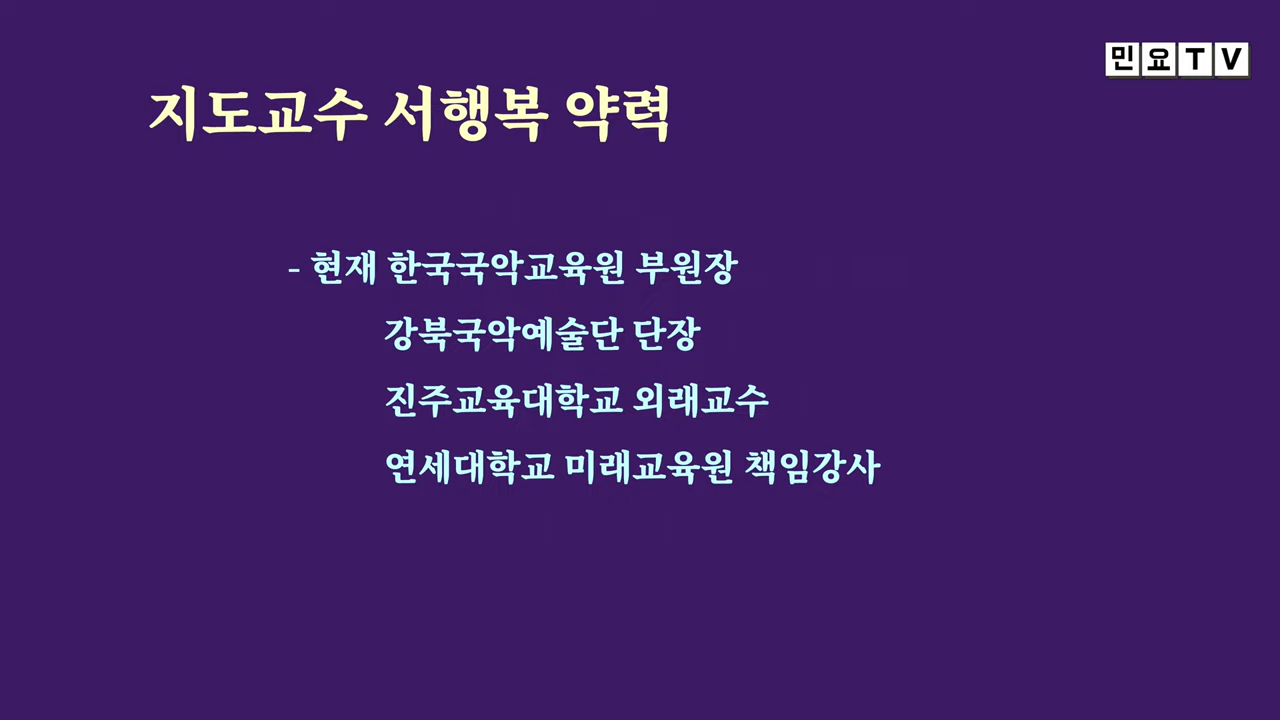 민요TV
지도교수 서행복 약력
- 현재 한국국악교육원 부원장
강북국악예술단 단장
진주교육대학교 외래교수
연세대학교 미래교육원 책임강사